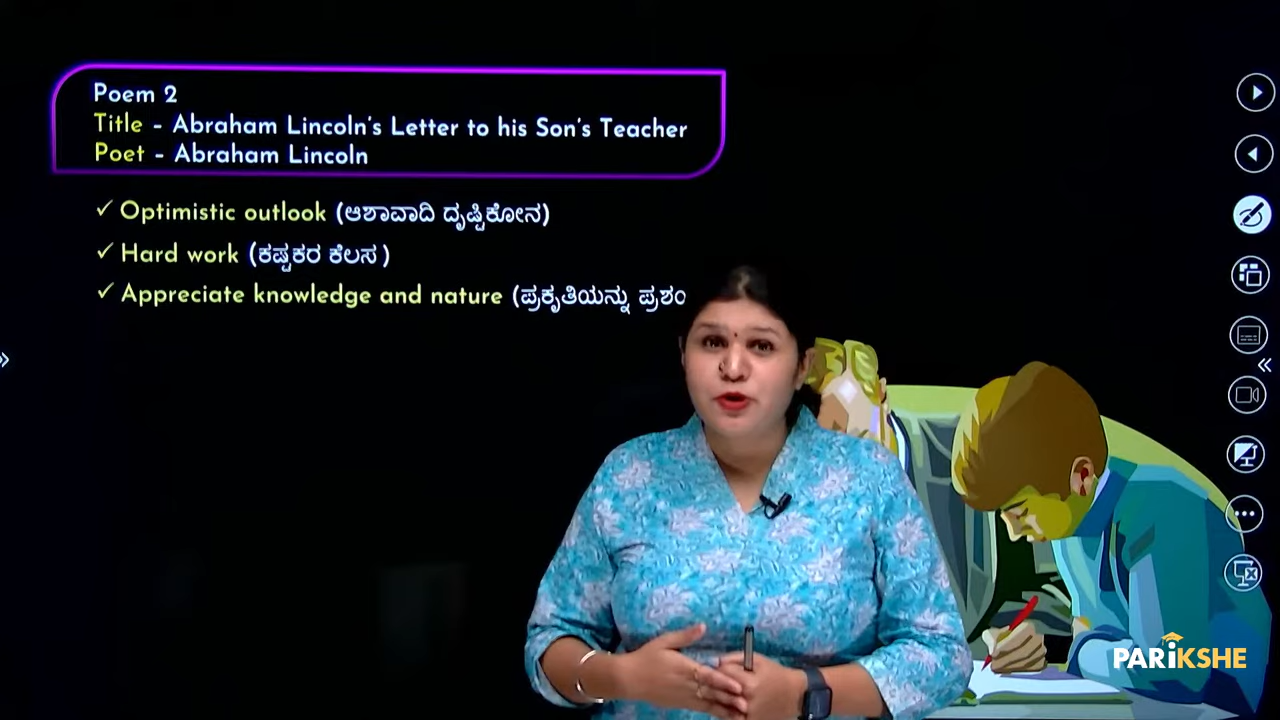 Poem 2
Title – Abraham Lincoln's Letter to his Son's Teacher
Poet – Abraham Lincoln
✓ Optimistic outlook (ಆಶಾವಾದಿ ದೃಷ್ಟಿಕೋನ)
✓ Hard work (ಕಷ್ಟಕರ ಕೆಲಸ)
✓ Appreciate knowledge and nature (ಪ್ರಕೃತಿಯನ್ನು
PARIKSHE